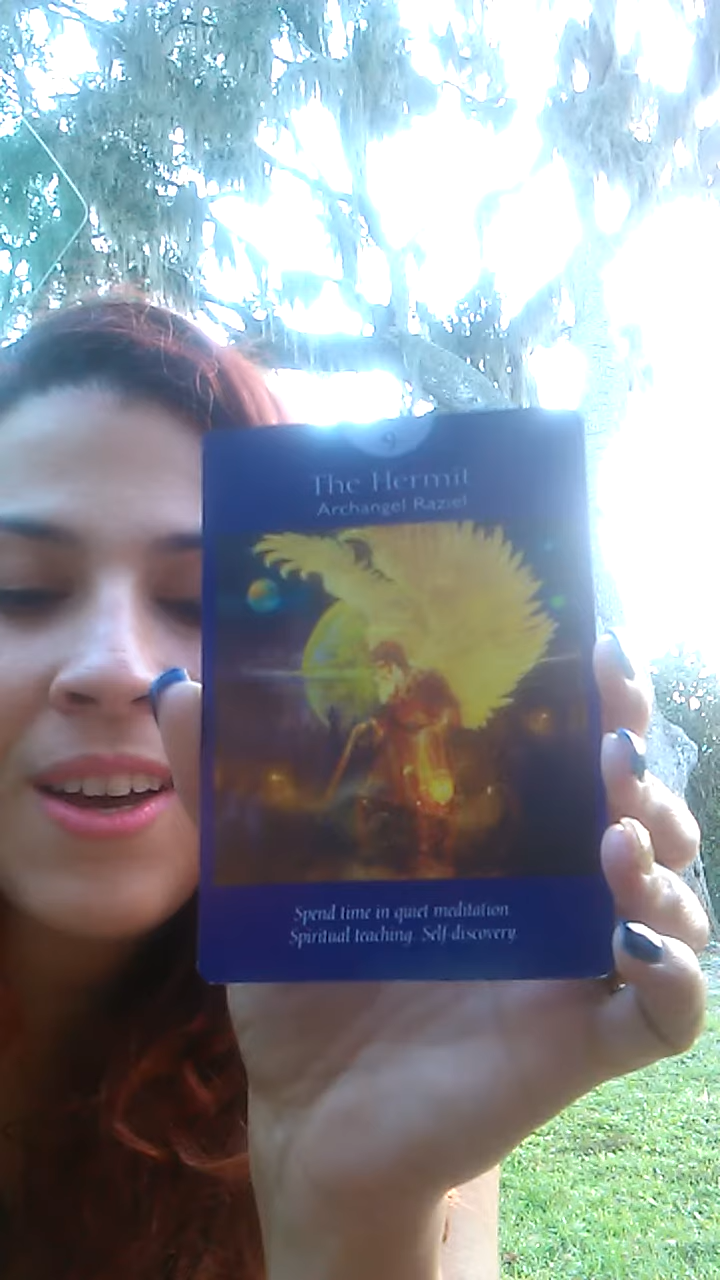 9
The Hermit
Archangel Raziel
Spend time in quiet meditation
Spiritual teaching. Self-discovery.